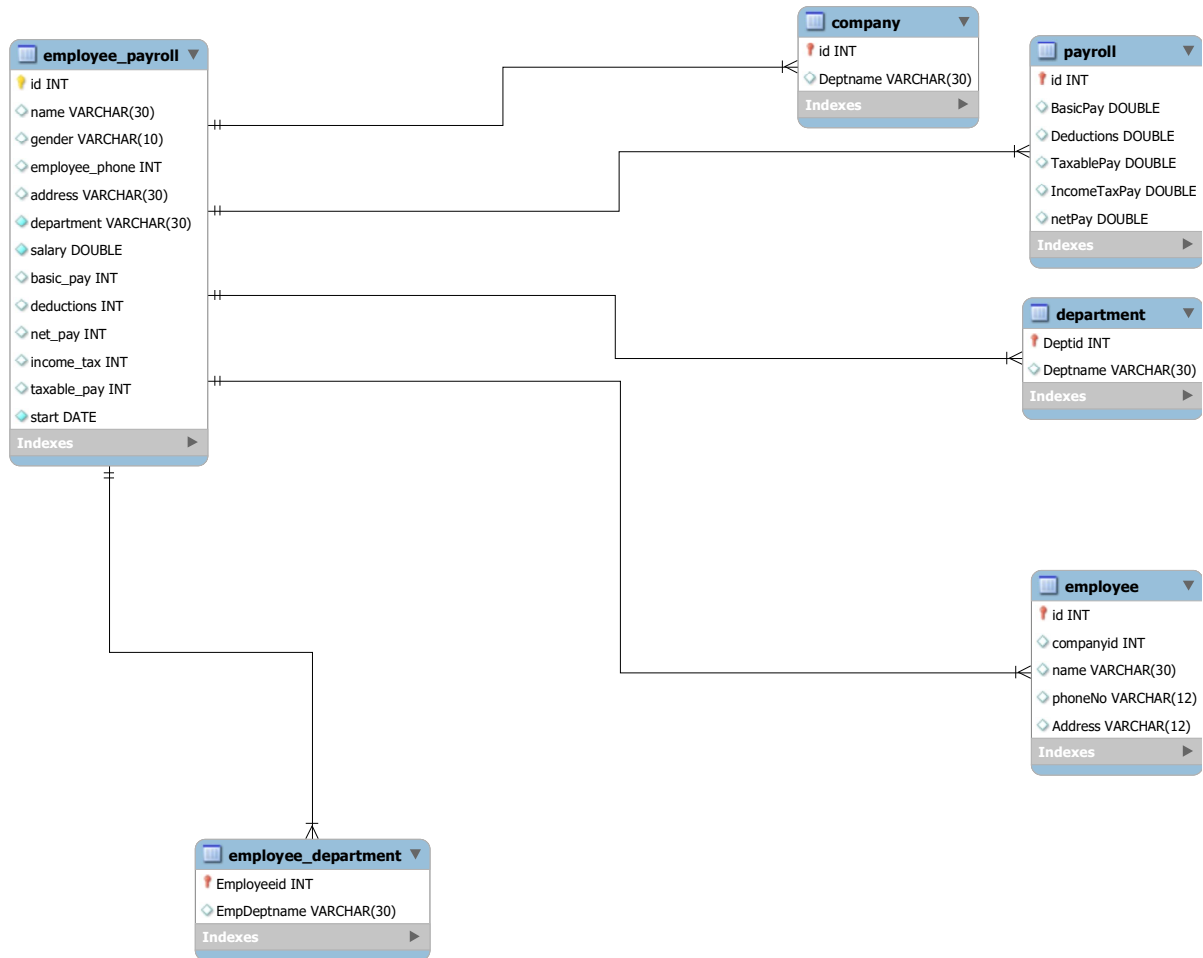 employee_payroll
id INT
name VARCHAR(30)
gender VARCHAR(10)
employee_phone INT
address VARCHAR(30)
department VARCHAR(30)
salary DOUBLE
basic_pay INT
deductions INT
net_pay INT
income_tax INT
taxable_pay INT
start DATE
Indexes
company
id INT
Deptname VARCHAR(30)
Indexes
payroll
id INT
BasicPay DOUBLE
Deductions DOUBLE
TaxablePay DOUBLE
IncomeTaxPay DOUBLE
netPay DOUBLE
Indexes
department
Deptid INT
Deptname VARCHAR(30)
Indexes
employee
id INT
companyid INT
name VARCHAR(30)
phoneNo VARCHAR(12)
Address VARCHAR(12)
Indexes
employee_department
Employeeid INT
EmpDeptname VARCHAR(30)
Indexes